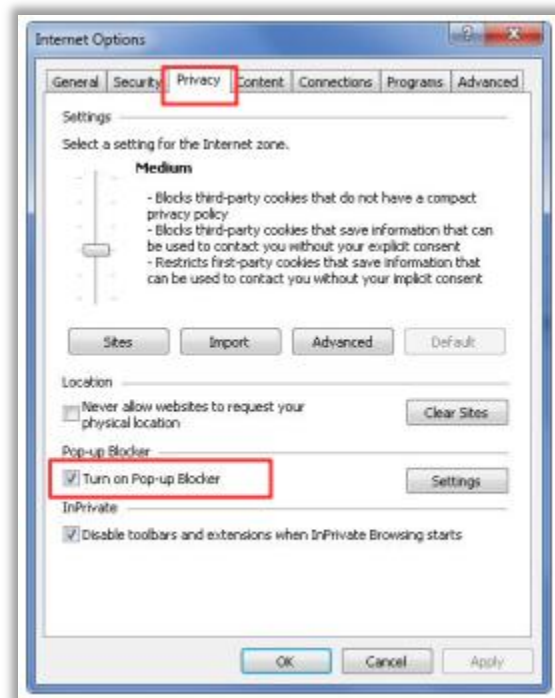 Internet Options
General Security Privacy Content Connections Programs Advanced
Settings
Select a setting for the Internet zone.
Medium
- Blocks third-party cookies that do not have a compact
privacy policy
- Blocks third-party cookies that save information that can
be used to contact you without your explicit consent
- Restricts first-party cookies that save information that
can be used to contact you without your implicit consent
Sites Import Advanced Default
Location
Never allow websites to request your
physical location
Clear Sites
Pop-up Blocker
Turn on Pop-up Blocker Settings
InPrivate
Disable toolbars and extensions when InPrivate Browsing starts
OK Cancel Apply